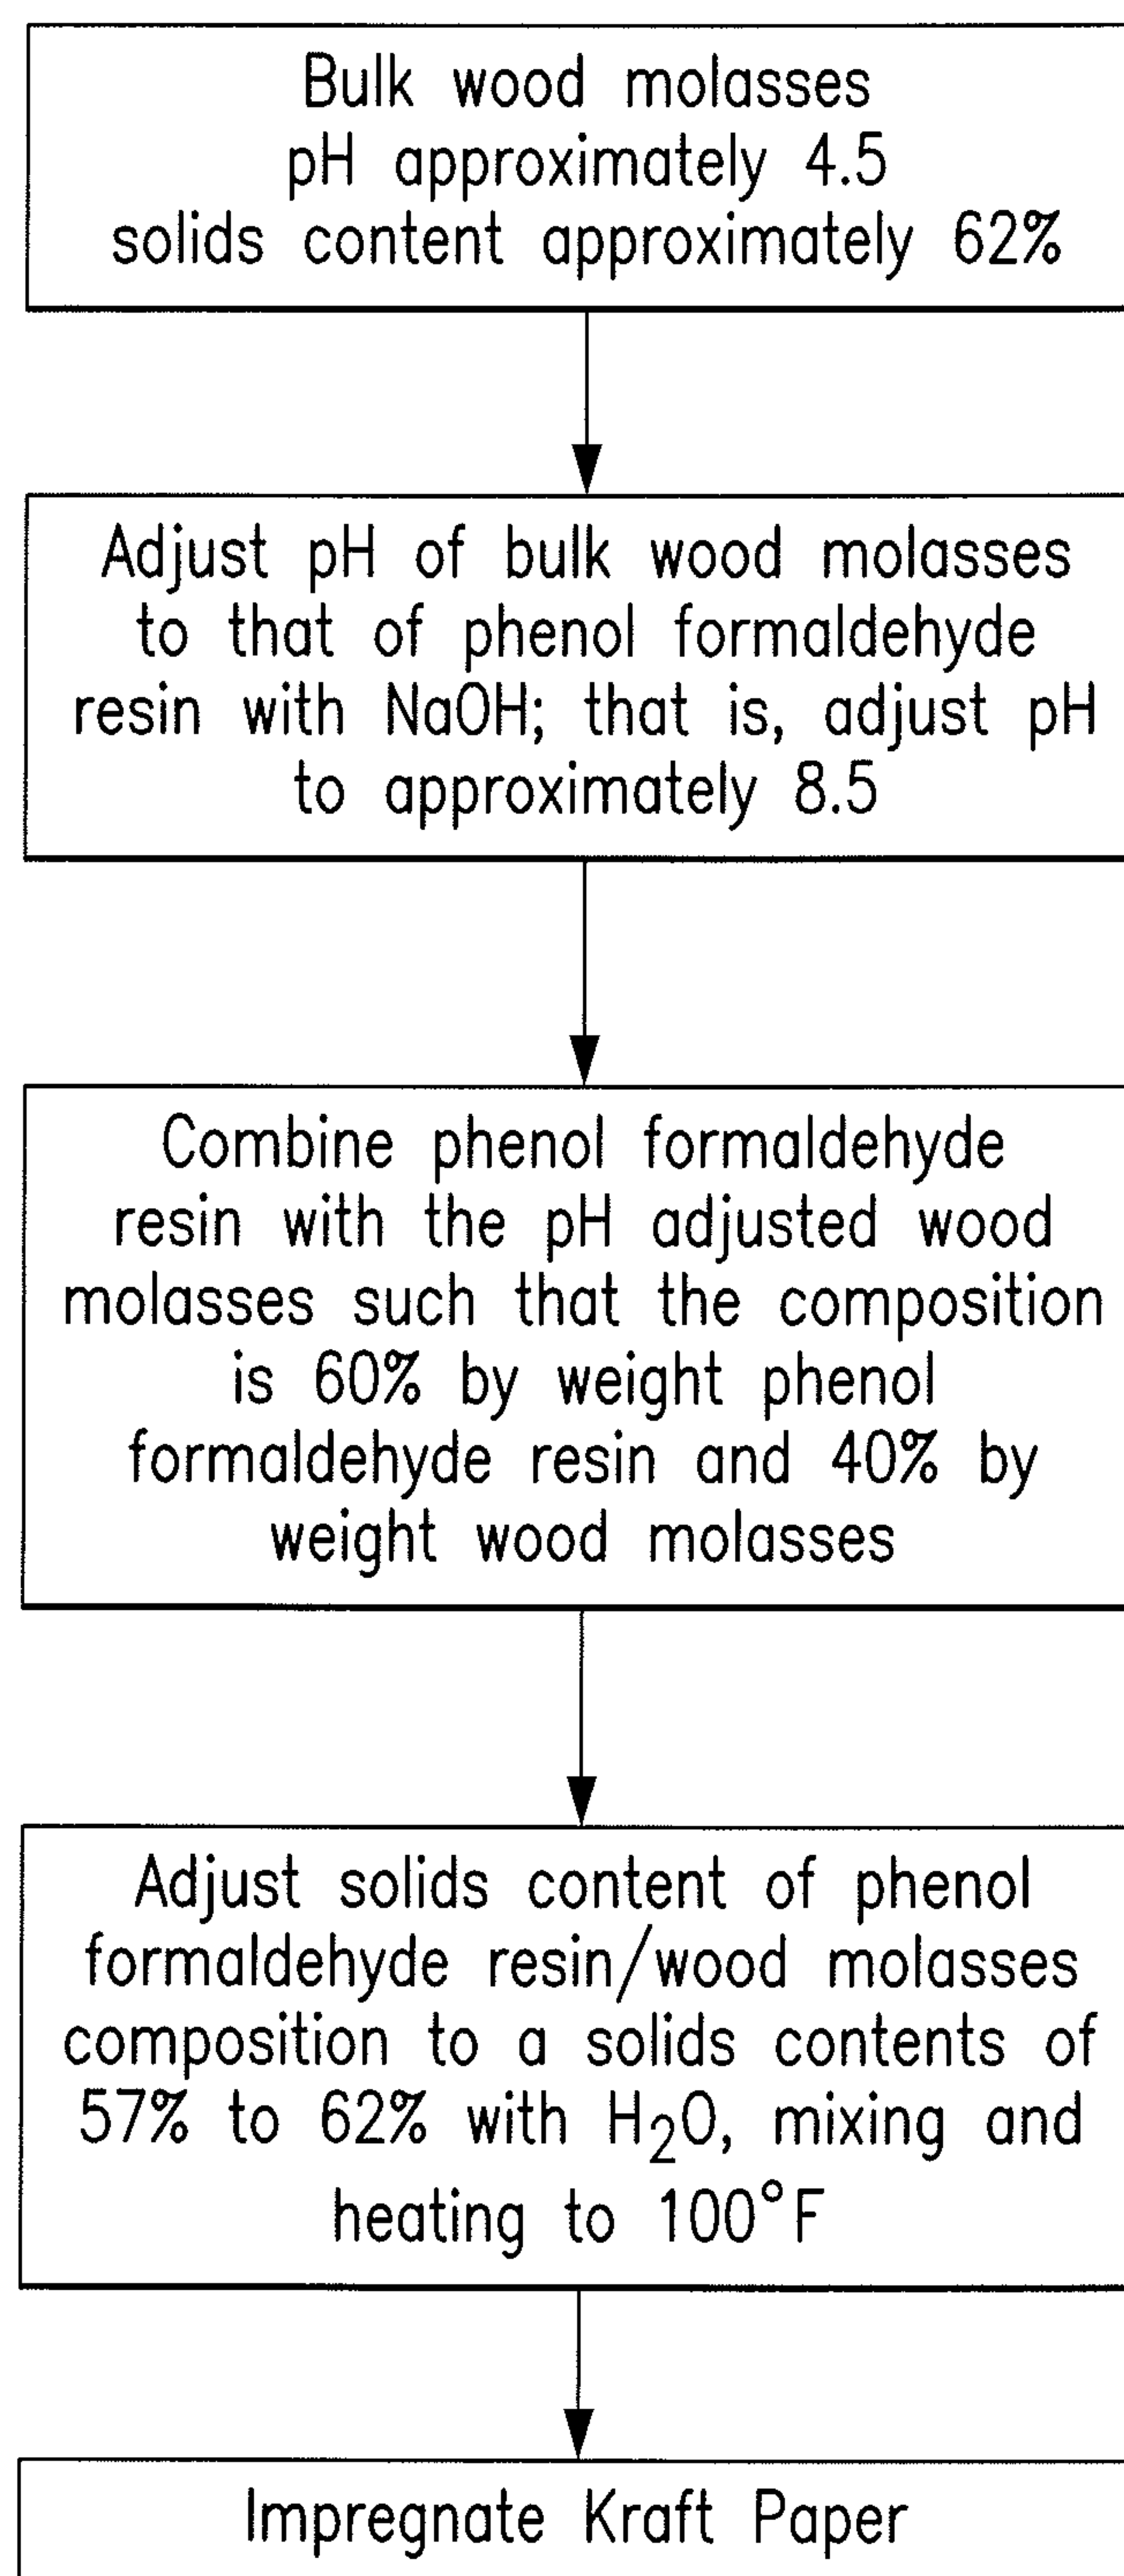 Bulk wood molasses
pH approximately 4.5
solids content approximately 62%
Adjust pH of bulk wood molasses
to that of phenol formaldehyde
resin with NaOH; that is, adjust pH
to approximately 8.5
Combine phenol formaldehyde
resin with the pH adjusted wood
molasses such that the composition
is 60% by weight phenol
formaldehyde resin and 40% by
weight wood molasses
Adjust solids content of phenol
formaldehyde resin/wood molasses
composition to a solids contents of
57% to 62% with H₂O, mixing and
heating to 100°F
Impregnate Kraft Paper